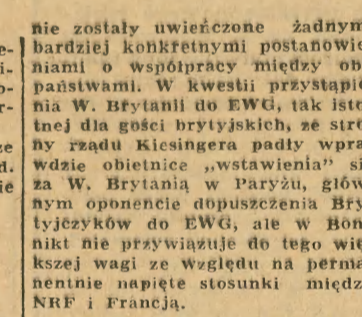 nie zostały uwieńczone żadnym
bardziej konkretnymi postanowie
niami o współpracy między ob
państwami. W kwestii przystąpie
nia W. Brytanii do EWG, tak isto
tnej dla gości brytyjskich, ze stro
ny rządu Kiesingera padły wpra
wdzie obietnice „wstawienia” si
za W. Brytanią w Paryżu, głów
nym oponencie dopuszczenia Bry
tyjczyków do EWG, ale w Bon
nikt nie przywiązuje do tego wię
kszej wagi ze względu na perma
nentnie napięte stosunki międz
NRF i Francją.